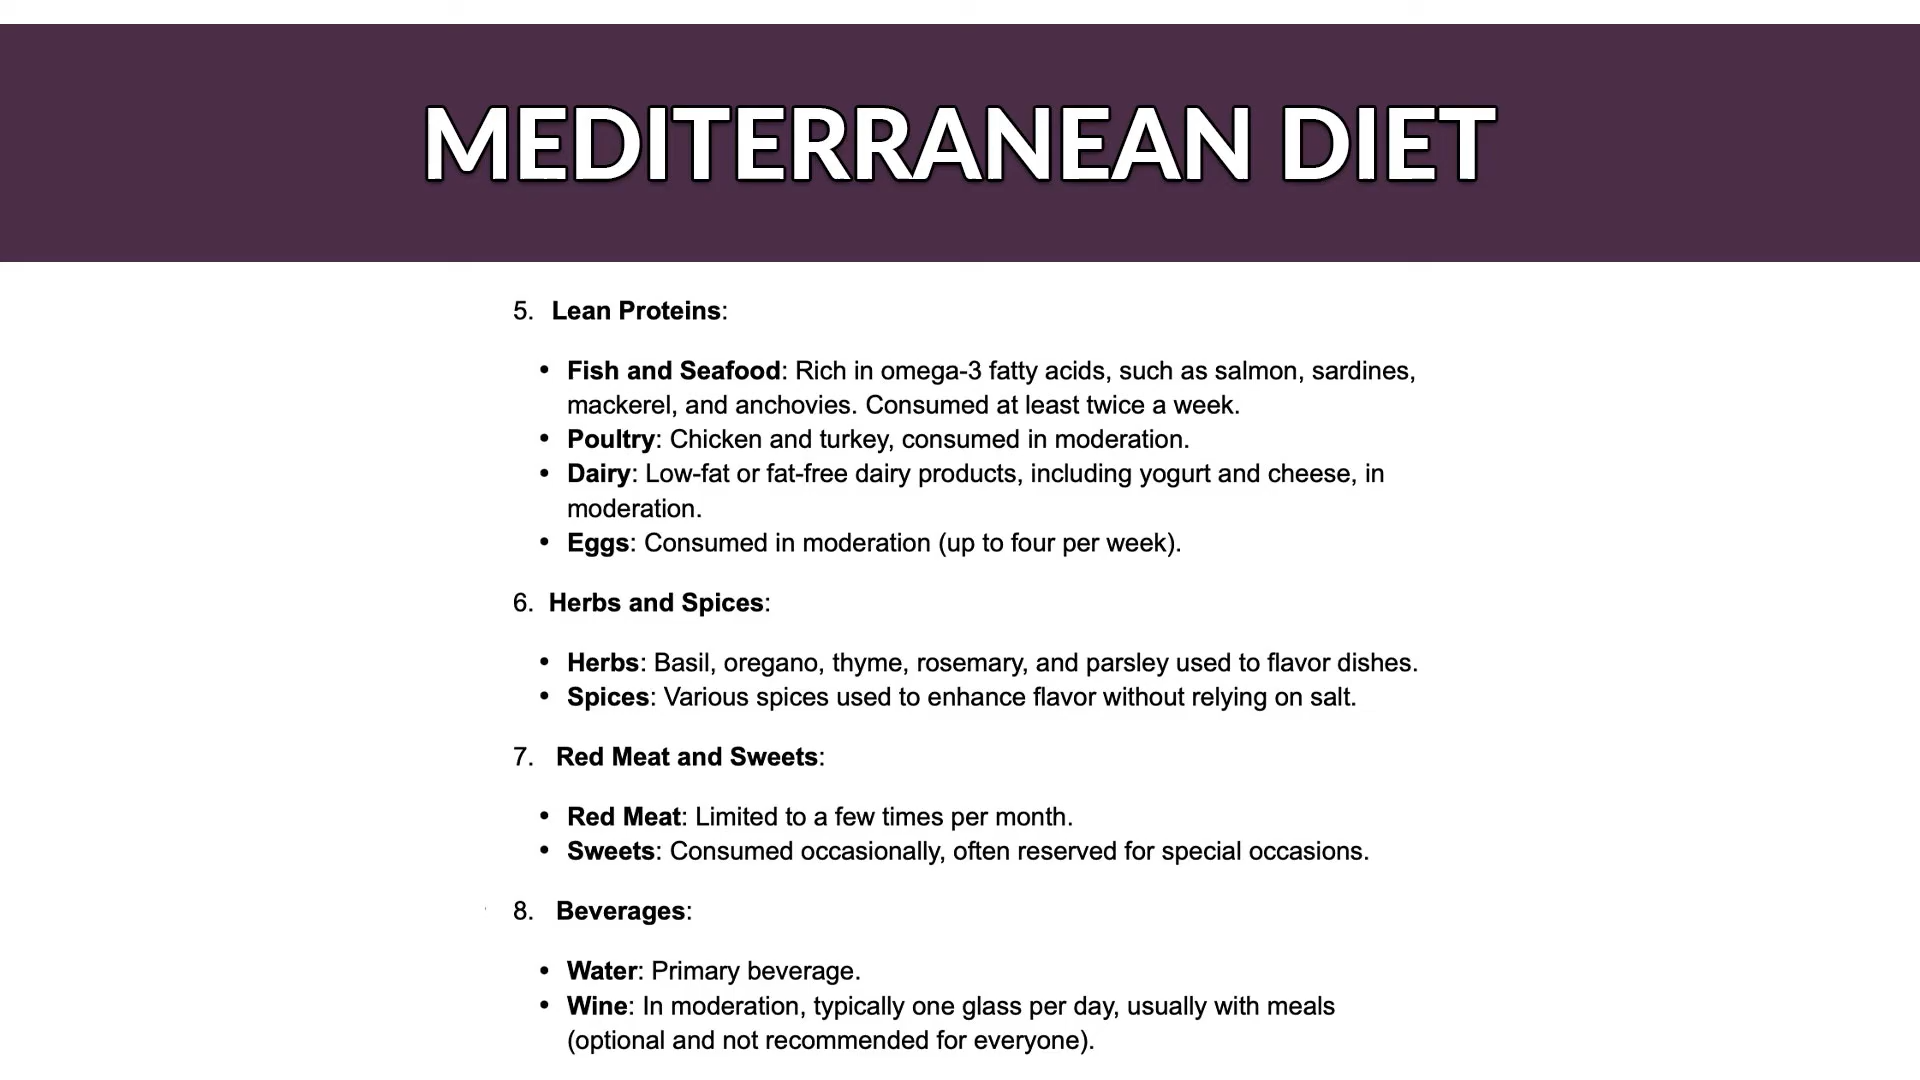 MEDITERRANEAN DIET
5. Lean Proteins:
• Fish and Seafood: Rich in omega-3 fatty acids, such as salmon, sardines,
mackerel, and anchovies. Consumed at least twice a week.
• Poultry: Chicken and turkey, consumed in moderation.
• Dairy: Low-fat or fat-free dairy products, including yogurt and cheese, in
moderation.
• Eggs: Consumed in moderation (up to four per week).
6. Herbs and Spices:
• Herbs: Basil, oregano, thyme, rosemary, and parsley used to flavor dishes.
• Spices: Various spices used to enhance flavor without relying on salt.
7. Red Meat and Sweets:
• Red Meat: Limited to a few times per month.
• Sweets: Consumed occasionally, often reserved for special occasions.
8. Beverages:
• Water: Primary beverage.
• Wine: In moderation, typically one glass per day, usually with meals
(optional and not recommended for everyone).